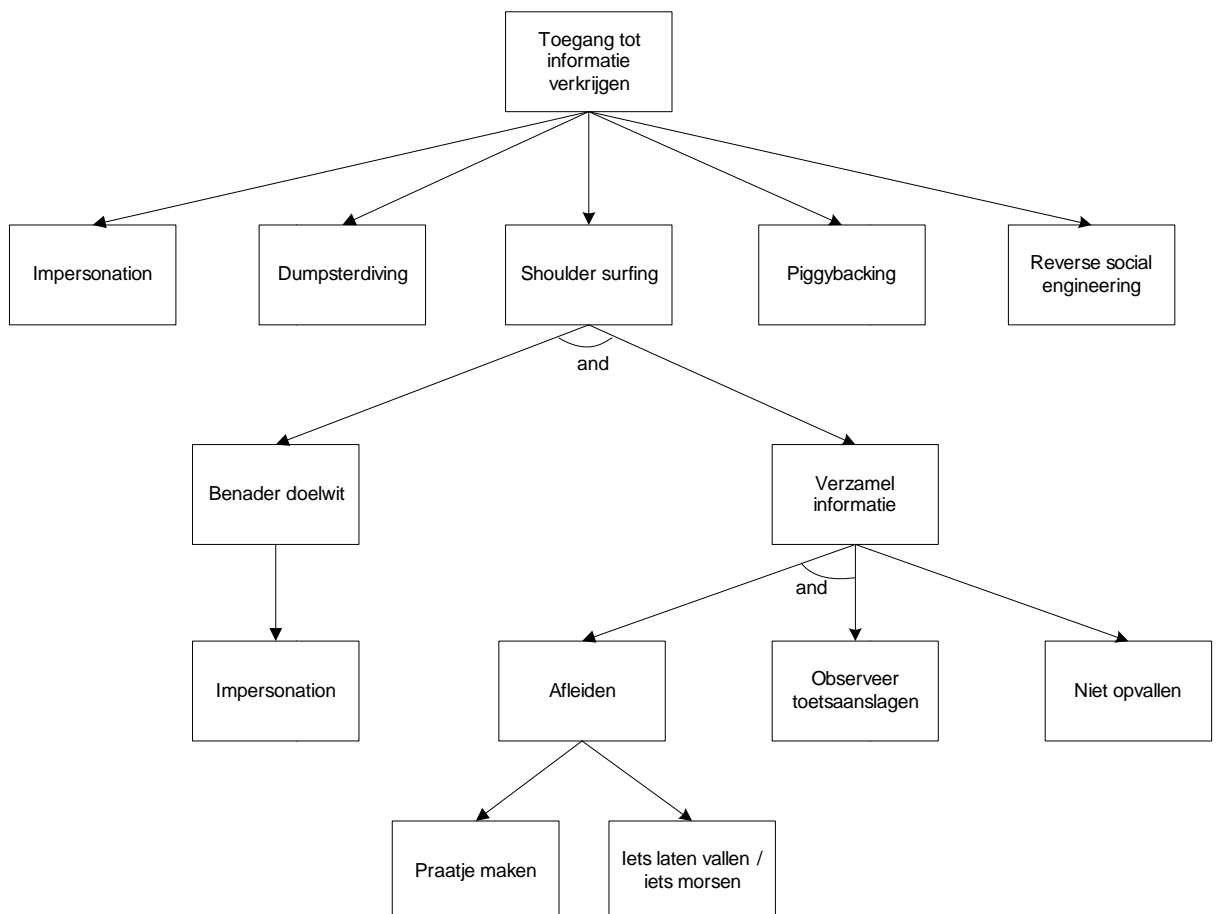 Toegang tot
informatie
verkrijgen
Impersonation
Dumpsterdiving
Shoulder surfing
Piggybacking
Reverse social
engineering
and
Benader doelwit
Verzamel
informatie
and
Impersonation
Afleiden
Observeer
toetsaanslagen
Niet opvallen
Praatje maken
Iets laten vallen /
iets morsen